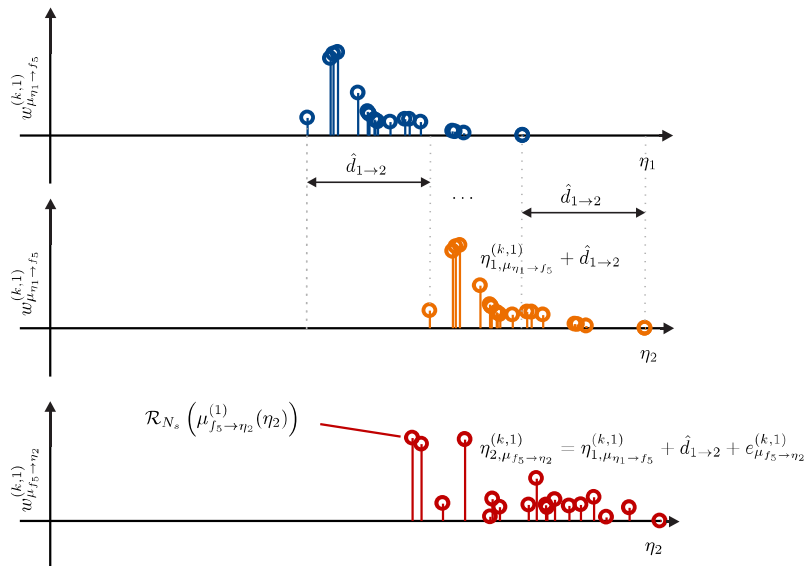 $w^{(k,1)}_{\mu_{\eta_1 \to f_5}}$
$\eta_1$
$\hat{d}_{1\to 2}$
$\cdots$
$\hat{d}_{1\to 2}$
$w^{(k,1)}_{\mu_{\eta_1 \to f_5}}$
$\eta^{(k,1)}_{1,\mu_{\eta_1 \to f_5}} + \hat{d}_{1\to 2}$
$\eta_2$
$\mathcal{R}_{N_s}\left(\mu^{(1)}_{f_5 \to \eta_2}(\eta_2)\right)$
$w^{(k,1)}_{\mu_{f_5 \to \eta_2}}$
$\eta^{(k,1)}_{2,\mu_{f_5 \to \eta_2}} = \eta^{(k,1)}_{1,\mu_{\eta_1 \to f_5}} + \hat{d}_{1\to 2} + e^{(k,1)}_{\mu_{f_5 \to \eta_2}}$
$\eta_2$